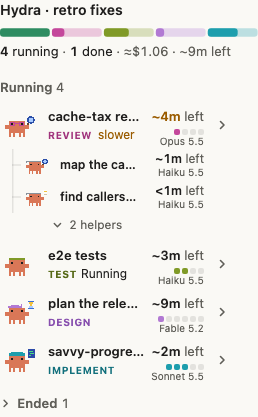 Hydra · retro fixes
4 running · 1 done · ≈$1.06 · ~9m left
Running 4
cache-tax re... ~4m left
REVIEW slower Opus 5.5
map the ca... ~1m left
Haiku 5.5
find callers... <1m left
Haiku 5.5
2 helpers
e2e tests ~3m left
TEST Running Haiku 5.5
plan the rele... ~9m left
DESIGN Fable 5.2
savvy-progre... ~2m left
IMPLEMENT Sonnet 5.5
Ended 1